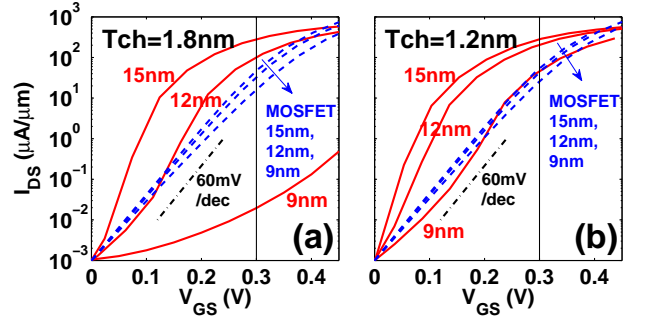 Tch=1.8nm
15nm
12nm
MOSFET
15nm,
12nm,
9nm
60mV
/dec
9nm
(a)
I_DS (μA/μm)
10^3
10^2
10^1
10^0
10^-1
10^-2
10^-3
0 0.1 0.2 0.3 0.4
V_GS (V)
Tch=1.2nm
15nm
12nm
MOSFET
15nm,
12nm,
9nm
60mV
/dec
9nm
(b)
0 0.1 0.2 0.3 0.4
V_GS (V)